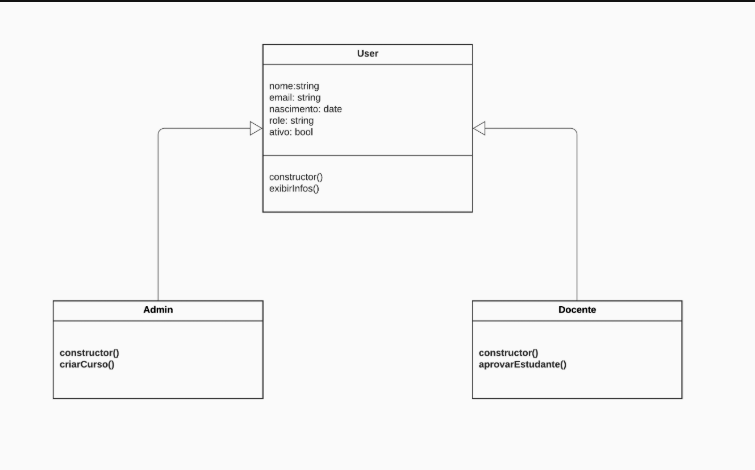 User
nome:string
email: string
nascimento: date
role: string
ativo: bool
constructor()
exibirInfos()
Admin
constructor()
criarCurso()
Docente
constructor()
aprovarEstudante()